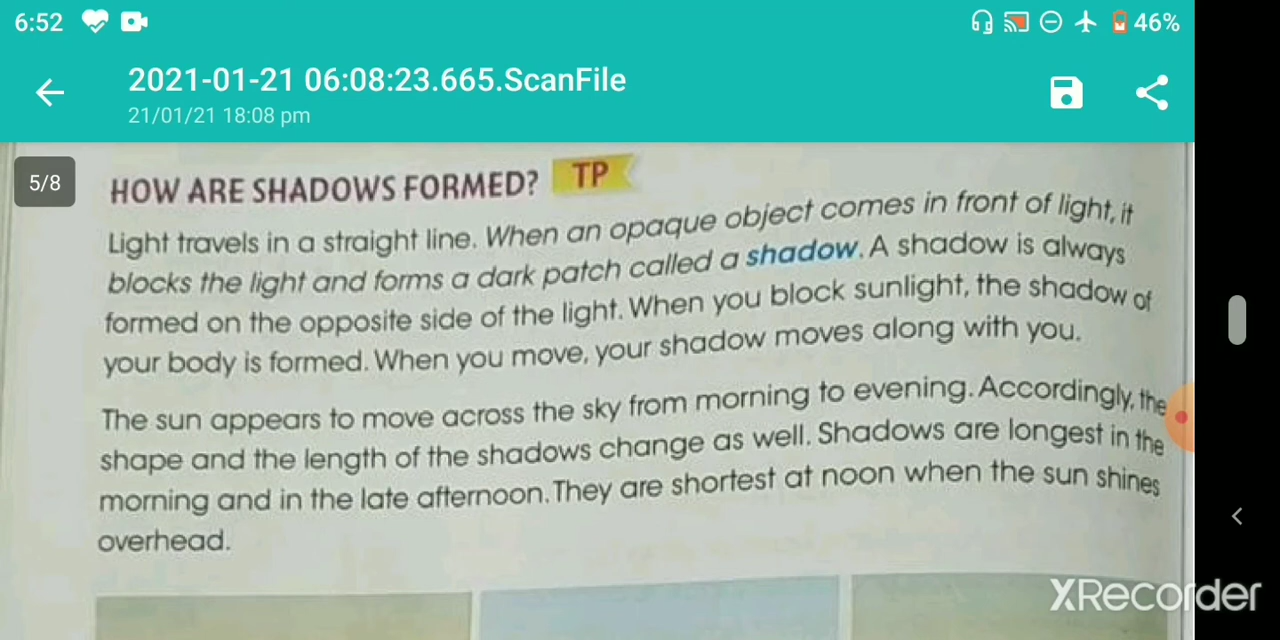 6:52 46%
2021-01-21 06:08:23.665.ScanFile
21/01/21 18:08 pm
5/8
HOW ARE SHADOWS FORMED? TP
Light travels in a straight line. When an opaque object comes in front of light, it
blocks the light and forms a dark patch called a shadow. A shadow is always
formed on the opposite side of the light. When you block sunlight, the shadow of
your body is formed. When you move, your shadow moves along with you.
The sun appears to move across the sky from morning to evening. Accordingly, the
shape and the length of the shadows change as well. Shadows are longest in the
morning and in the late afternoon. They are shortest at noon when the sun shines
overhead.
XRecorder